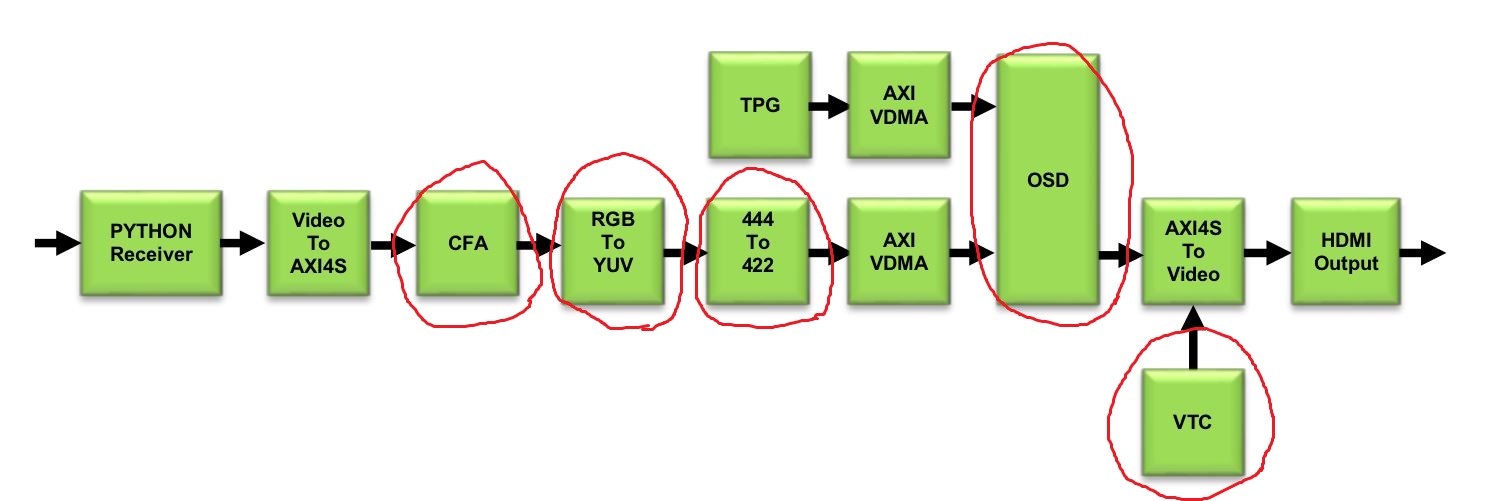 TPG
AXI
VDMA
OSD
PYTHON
Receiver
Video
To
AXI4S
CFA
RGB
To
YUV
444
To
422
AXI
VDMA
AXI4S
To
Video
HDMI
Output
VTC